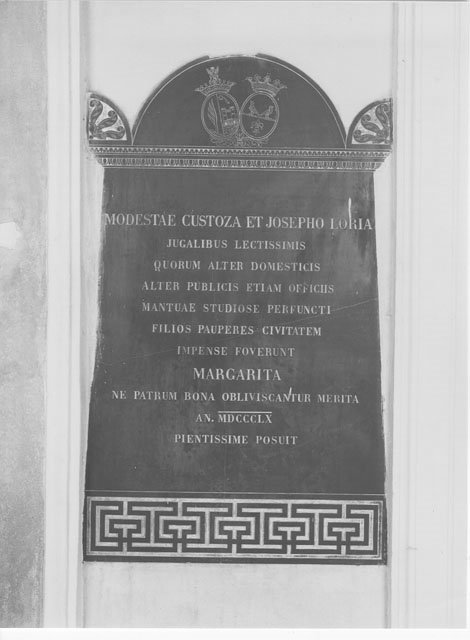 MODESTAE CUSTOZA ET JOSEPHO LORIA
JUGALIBUS LECTISSIMIS
QUORUM ALTER DOMESTICIS
ALTER PUBLICIS ETIAM OFFICIIS
MANTUAE STUDIOSE PERFUNCTI
FILIOS PAUPERES CIVITATEM
IMPENSE FOVERUNT
MARGARITA
NE PATRUM BONA OBLIVISCANTUR MERITA
AN. MDCCCLX
PIENTISSIME POSUIT